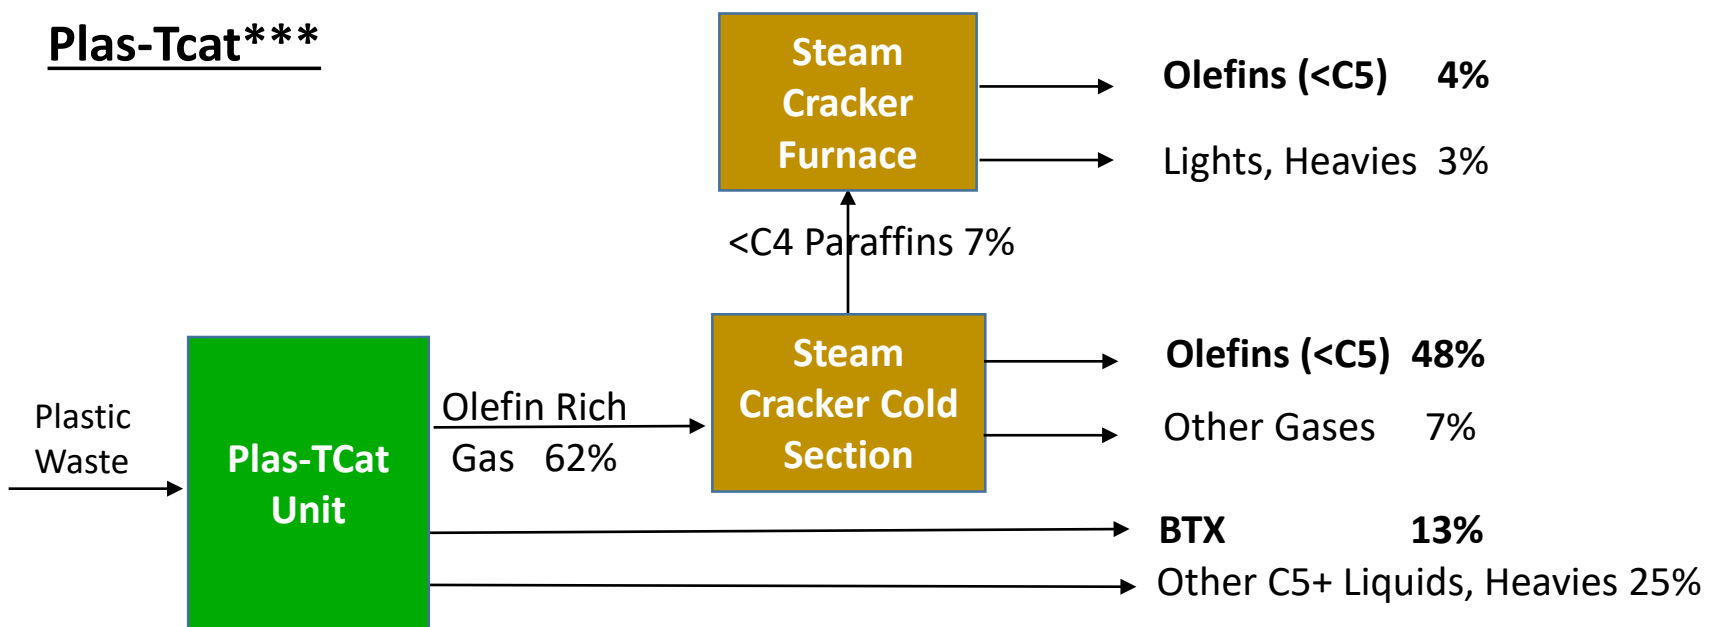 Plas-Tcat***
Steam
Cracker
Furnace
Olefins (<C5) 4%
Lights, Heavies 3%
<C4 Paraffins 7%
Steam
Cracker Cold
Section
Olefins (<C5) 48%
Other Gases 7%
Plastic
Waste
Plas-TCat
Unit
Olefin Rich
Gas 62%
BTX 13%
Other C5+ Liquids, Heavies 25%